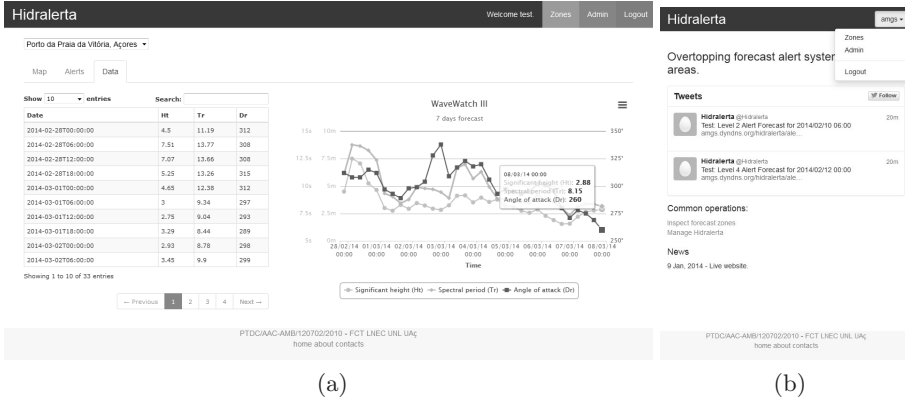 Hidralerta
Welcome test. Zones Admin Logout
Porto da Praia da Vitória, Açores
Map Alerts Data
Show 10 entries Search:
Date Ht Tr Dr
2014-02-28T00:00:00 4.5 11.19 312
2014-02-28T06:00:00 7.51 13.77 308
2014-02-28T12:00:00 7.07 13.66 308
2014-02-28T18:00:00 5.25 13.26 315
2014-03-01T00:00:00 4.65 12.38 312
2014-03-01T06:00:00 3 9.34 297
2014-03-01T12:00:00 2.75 9.04 293
2014-03-01T18:00:00 3.29 8.44 289
2014-03-02T00:00:00 2.93 8.78 298
2014-03-02T06:00:00 3.45 9.9 299
Showing 1 to 10 of 33 entries
← Previous 1 2 3 4 Next →
WaveWatch III
7 days forecast
15s 10m 350°
12.5s 7.5m 325°
10s 5m 300°
7.5s 2.5m 275°
5s 0m 250°
08/03/14 00:00
Significant height (Ht): 2.88
Spectral period (Tr): 8.15
Angle of attack (Dr): 260
28/02/14 01/03/14 02/03/14 03/03/14 04/03/14 05/03/14 06/03/14 07/03/14 08/03/14
00:00 00:00 00:00 00:00 00:00 00:00 00:00 00:00 00:00
Time
Significant height (Ht) Spectral period (Tr) Angle of attack (Dr)
PTDC/AAC-AMB/120702/2010 - FCT LNEC UNL UAç
home about contacts
(a)
Hidralerta
amgs
Zones
Admin
Logout
Overtopping forecast alert system
areas.
Tweets Follow
Hidralerta @Hidralerta 20m
Test: Level 2 Alert Forecast for 2014/02/10 06:00
amgs.dyndns.org/hidralerta/ale...
Hidralerta @Hidralerta 20m
Test: Level 4 Alert Forecast for 2014/02/12 00:00
amgs.dyndns.org/hidralerta/ale...
Common operations:
Inspect forecast zones
Manage Hidralerta
News
9 Jan, 2014 - Live website.
PTDC/AAC-AMB/120702/2010 - FCT LNEC UNL UAç
home about contacts
(b)